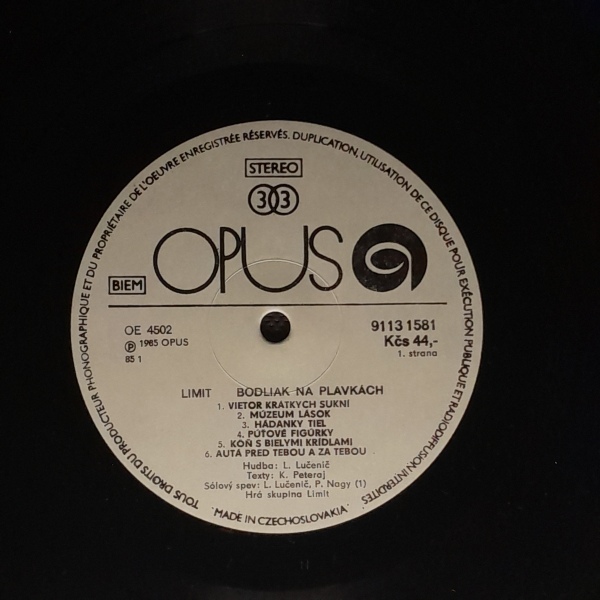 TOUS DROITS DU PRODUCTEUR PHONOGRAPHIQUE ET DU PROPRIÉTAIRE DE L'OEUVRE ENREGISTRÉE RÉSERVÉS. DUPLICATION, UTILISATION DE CE DISQUE POUR EXÉCUTION PUBLIQUE ET RADIODIFFUSION INTERDITES
STEREO
33
OPUS
BIEM
OE 4502
9113 1581
℗ 1985 OPUS
Kčs 44,-
85 1
1. strana
LIMIT BODLIAK NA PLAVKÁCH
1. VIETOR KRÁTKYCH SUKNÍ
2. MÚZEUM LÁSOK
3. HÁDANKY TIEL
4. PÚŤOVÉ FIGÚRKY
5. KÔŇ S BIELYMI KRÍDLAMI
6. AUTÁ PRED TEBOU A ZA TEBOU
Hudba: L. Lučenič
Texty: K. Peteraj
Sólový spev: L. Lučenič, P. Nagy (1)
Hrá skupina Limit
MADE IN CZECHOSLOVAKIA